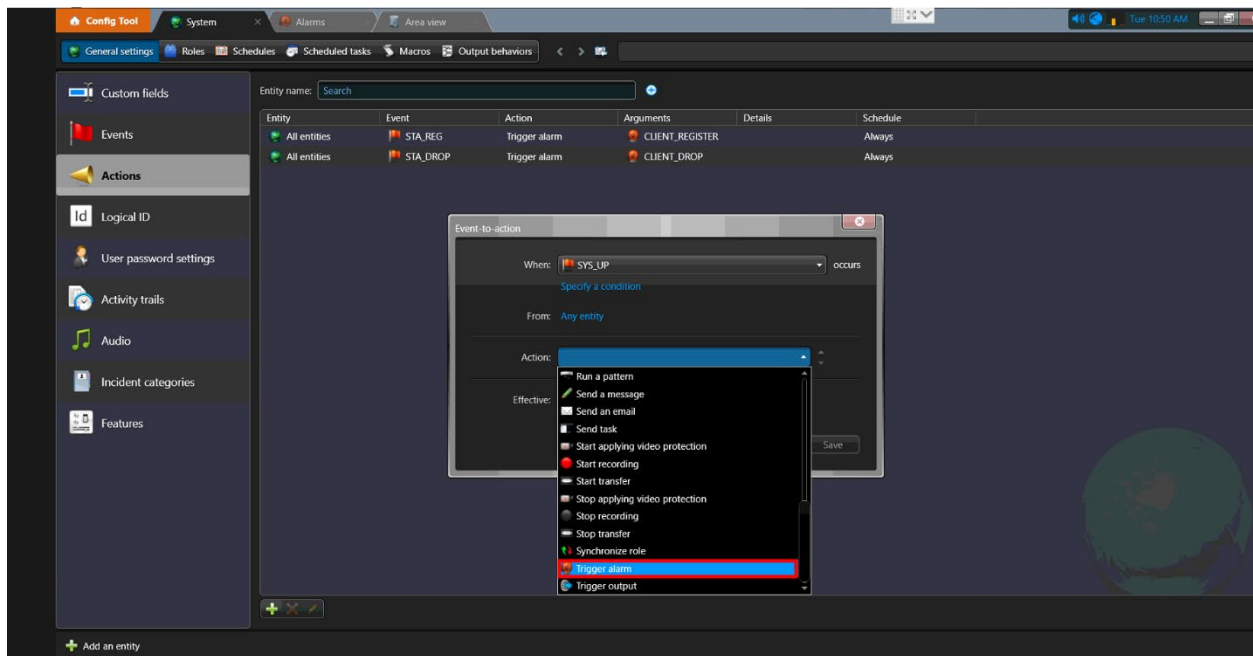 Config Tool System Alarms Area view Tue 10:50 AM
General settings Roles Schedules Scheduled tasks Macros Output behaviors
Custom fields
Events
Actions
Id Logical ID
User password settings
Activity trails
Audio
Incident categories
Features
Entity name: Search
Entity Event Action Arguments Details Schedule
All entities STA_REG Trigger alarm CLIENT_REGISTER Always
All entities STA_DROP Trigger alarm CLIENT_DROP Always
Event-to-action
When: SYS_UP occurs
Specify a condition
From: Any entity
Action:
Run a pattern
Send a message
Send an email
Send task
Start applying video protection
Start recording
Start transfer
Stop applying video protection
Stop recording
Stop transfer
Synchronize role
Trigger alarm
Trigger output
Effective:
Save
Add an entity